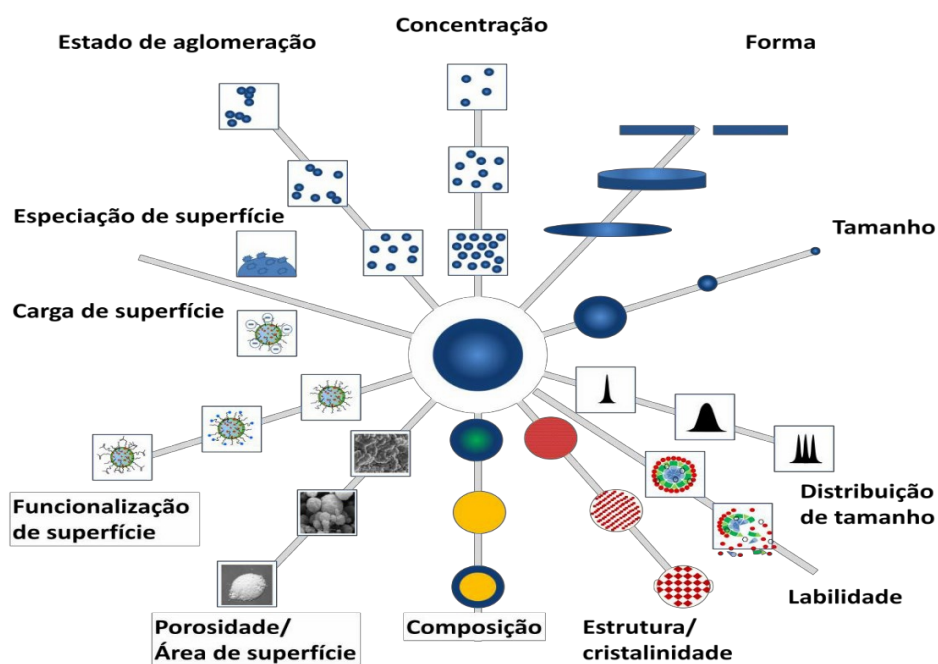 Concentração
Estado de aglomeração
Forma
Especiação de superfície
Tamanho
Carga de superfície
Distribuição
de tamanho
Funcionalização
de superfície
Labilidade
Porosidade/
Área de superfície
Composição
Estrutura/
cristalinidade